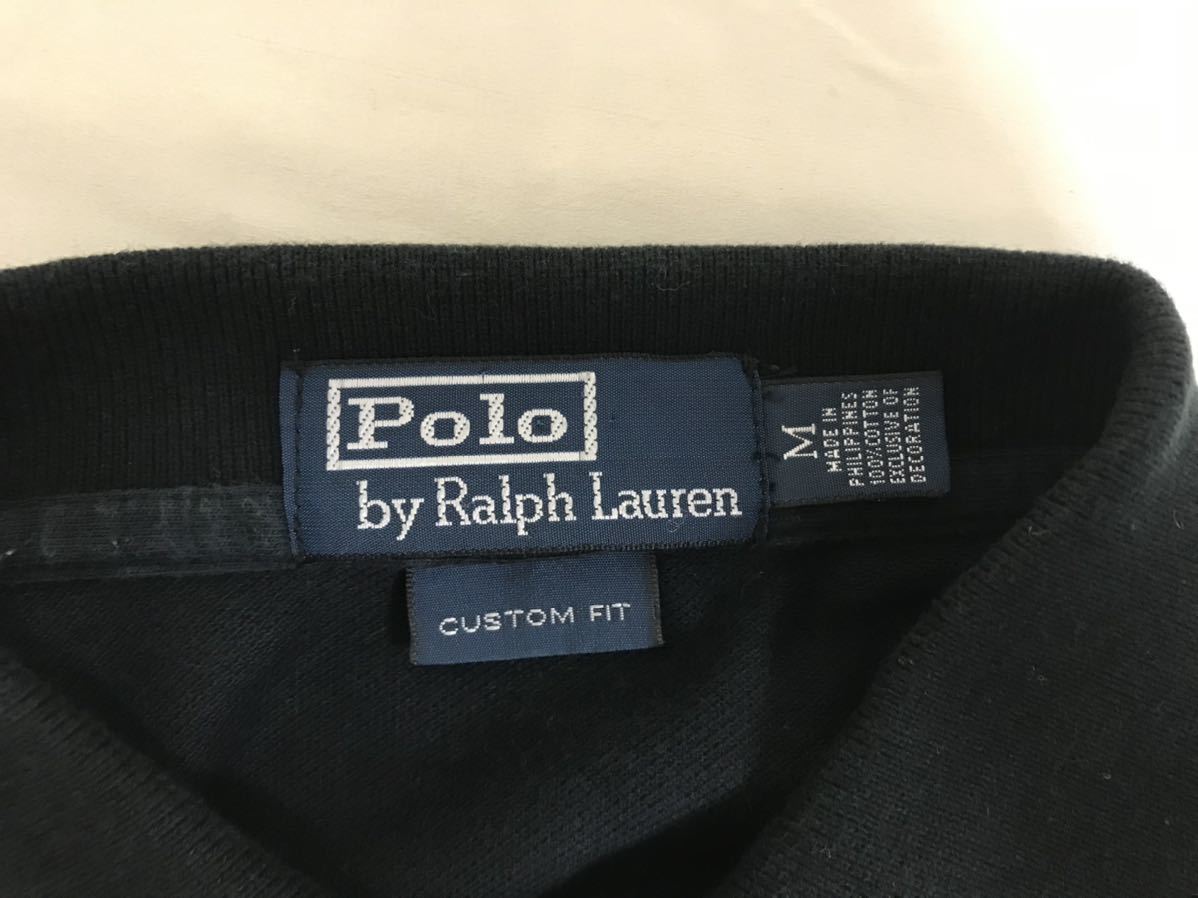 Polo
by Ralph Lauren
CUSTOM FIT
M
MADE IN
PHILIPPINES
100% COTTON
EXCLUSIVE OF
DECORATION